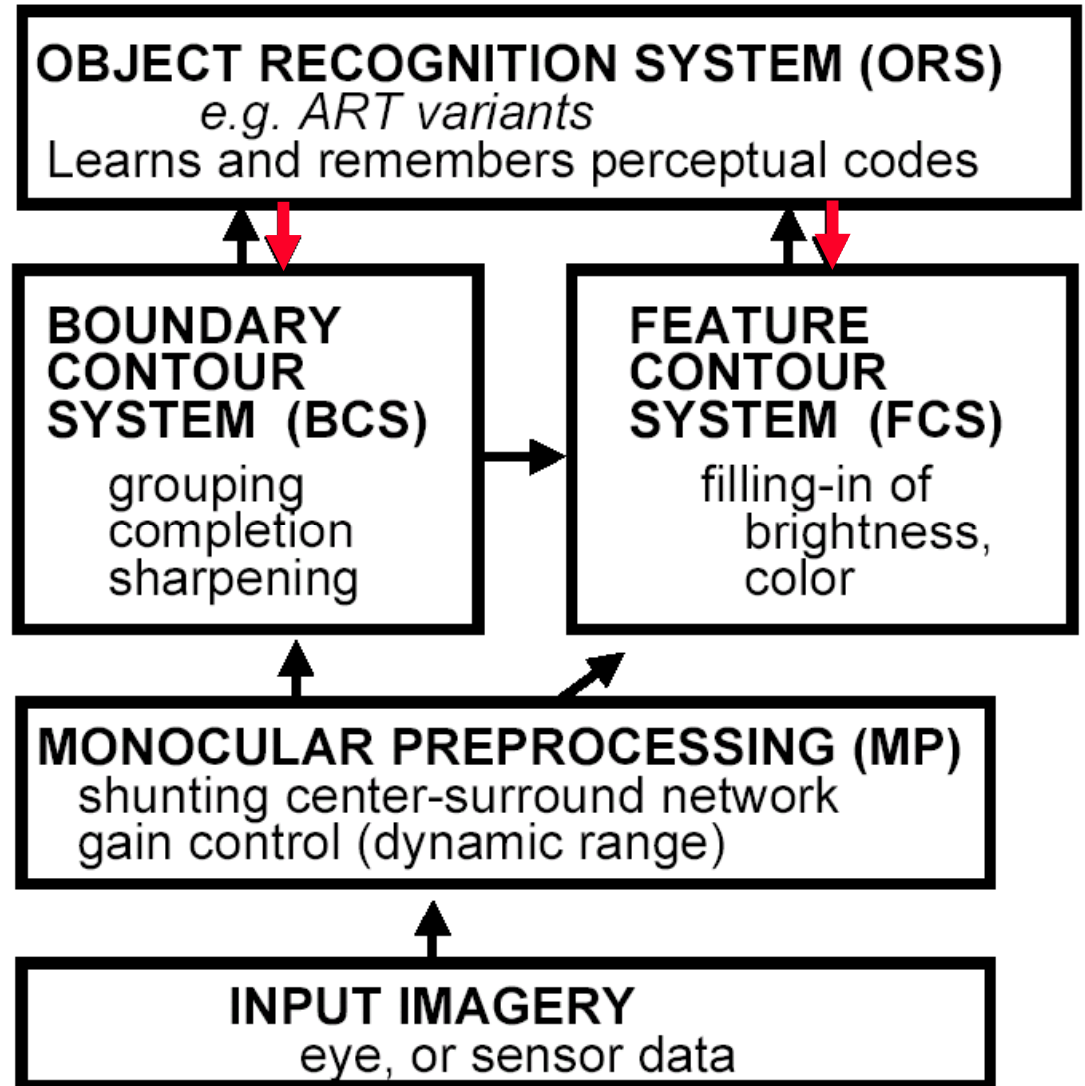 OBJECT RECOGNITION SYSTEM (ORS)
e.g. ART variants
Learns and remembers perceptual codes
BOUNDARY
CONTOUR
SYSTEM (BCS)
grouping
completion
sharpening
FEATURE
CONTOUR
SYSTEM (FCS)
filling-in of
brightness,
color
MONOCULAR PREPROCESSING (MP)
shunting center-surround network
gain control (dynamic range)
INPUT IMAGERY
eye, or sensor data